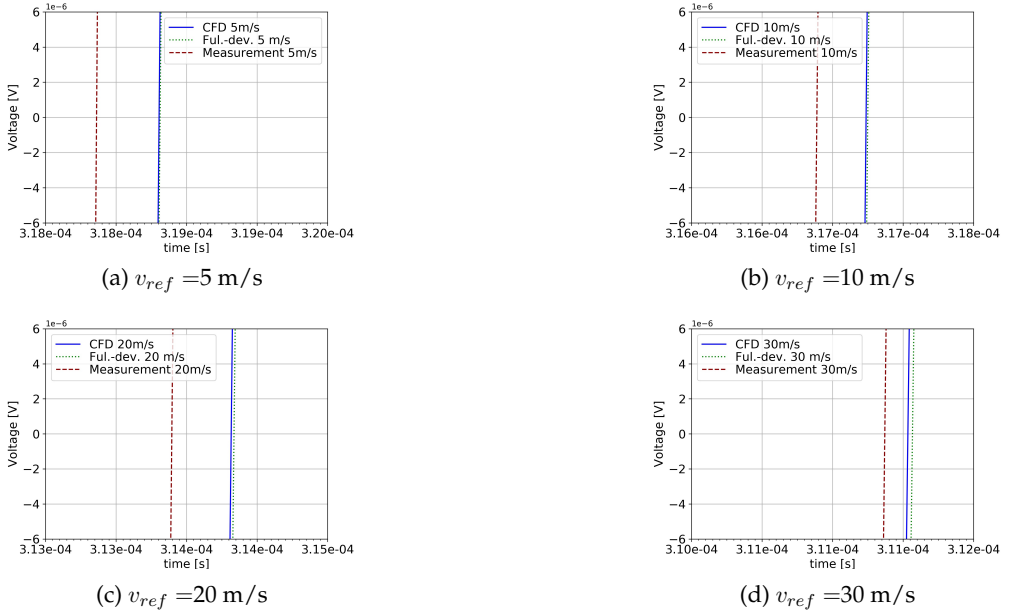 1e−6
6
4
2
0
−2
−4
−6
Voltage [V]
CFD 5m/s
Ful.-dev. 5 m/s
Measurement 5m/s
3.18e-04 3.18e-04 3.19e-04 3.19e-04 3.20e-04
time [s]
(a) v_ref =5 m/s
1e−6
6
4
2
0
−2
−4
−6
Voltage [V]
CFD 10m/s
Ful.-dev. 10 m/s
Measurement 10m/s
3.16e-04 3.16e-04 3.17e-04 3.17e-04 3.18e-04
time [s]
(b) v_ref =10 m/s
1e−6
6
4
2
0
−2
−4
−6
Voltage [V]
CFD 20m/s
Ful.-dev. 20 m/s
Measurement 20m/s
3.13e-04 3.13e-04 3.14e-04 3.14e-04 3.15e-04
time [s]
(c) v_ref =20 m/s
1e−6
6
4
2
0
−2
−4
−6
Voltage [V]
CFD 30m/s
Ful.-dev. 30 m/s
Measurement 30m/s
3.10e-04 3.11e-04 3.11e-04 3.11e-04 3.12e-04
time [s]
(d) v_ref =30 m/s